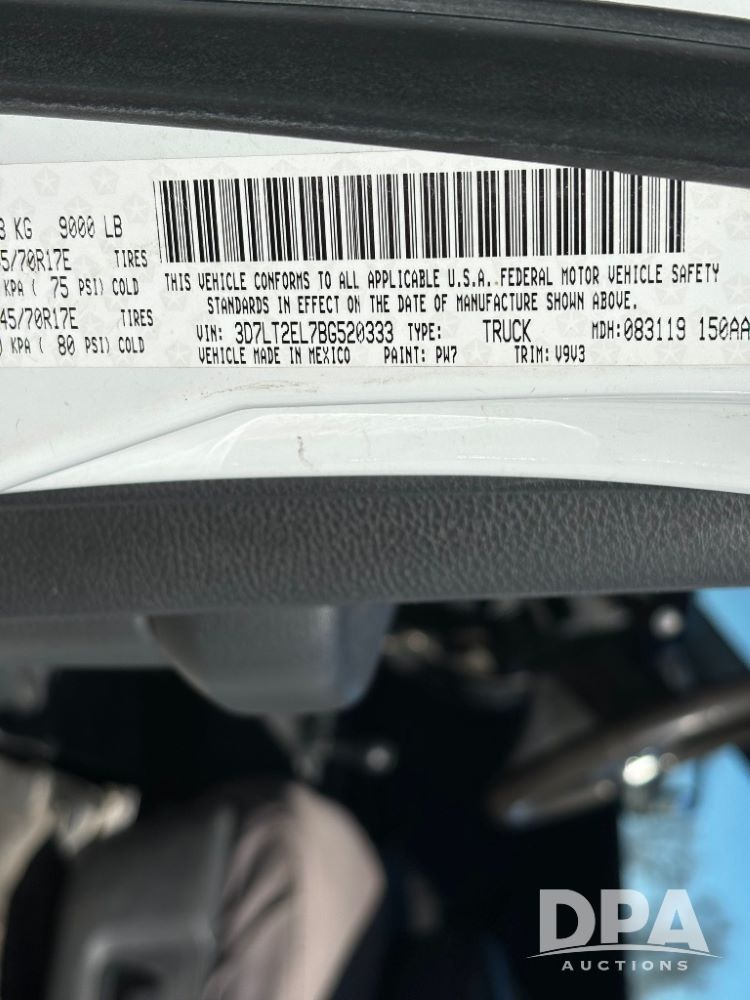 3 KG 9000 LB
5/70R17E TIRES
KPA ( 75 PSI) COLD
45/70R17E TIRES
KPA ( 80 PSI) COLD
THIS VEHICLE CONFORMS TO ALL APPLICABLE U.S.A. FEDERAL MOTOR VEHICLE SAFETY
STANDARDS IN EFFECT ON THE DATE OF MANUFACTURE SHOWN ABOVE.
VIN: 3D7LT2EL7BG520333 TYPE: TRUCK MDH:083119 150AA
VEHICLE MADE IN MEXICO PAINT: PW7 TRIM: V9V3
DPA
AUCTIONS